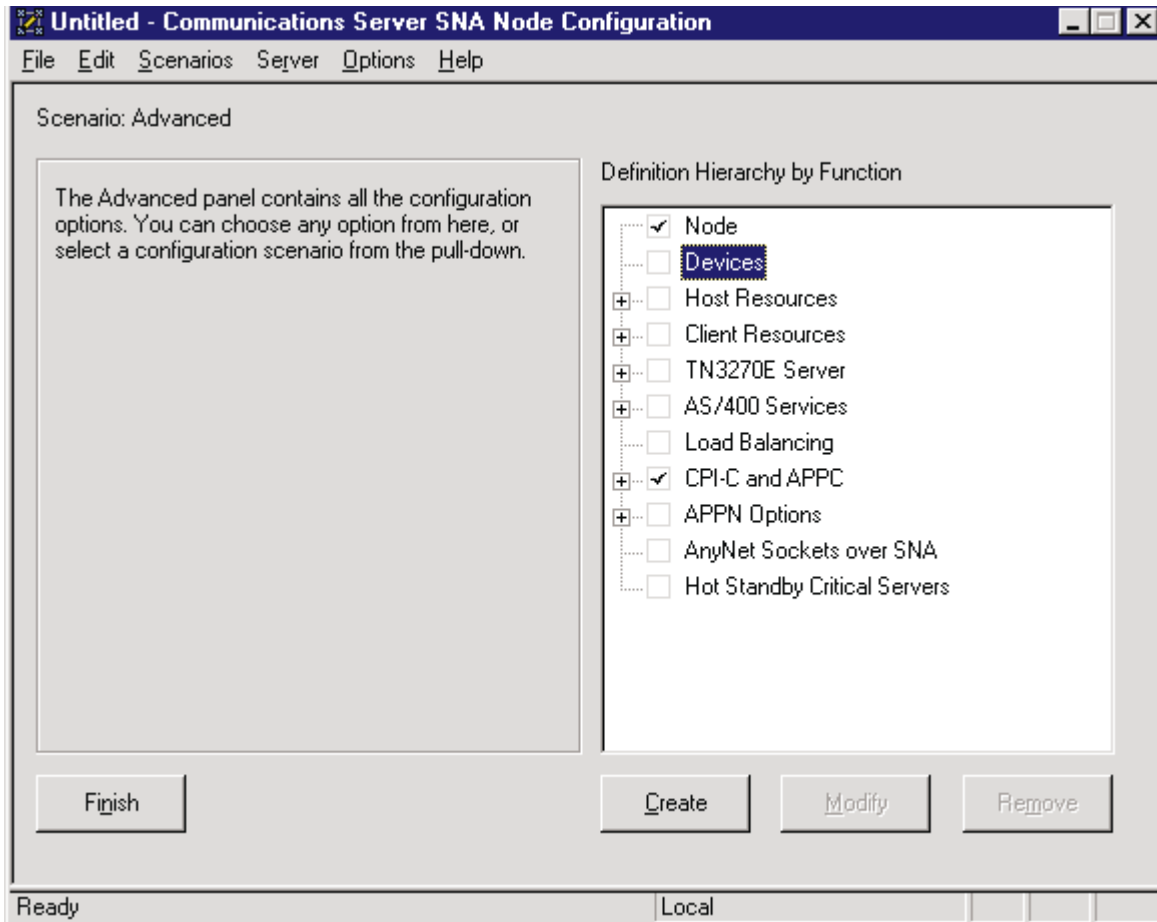 Untitled - Communications Server SNA Node Configuration
File Edit Scenarios Server Options Help
Scenario: Advanced
The Advanced panel contains all the configuration
options. You can choose any option from here, or
select a configuration scenario from the pull-down.
Definition Hierarchy by Function
Node
Devices
Host Resources
Client Resources
TN3270E Server
AS/400 Services
Load Balancing
CPI-C and APPC
APPN Options
AnyNet Sockets over SNA
Hot Standby Critical Servers
Finish
Create
Modify
Remove
Ready
Local